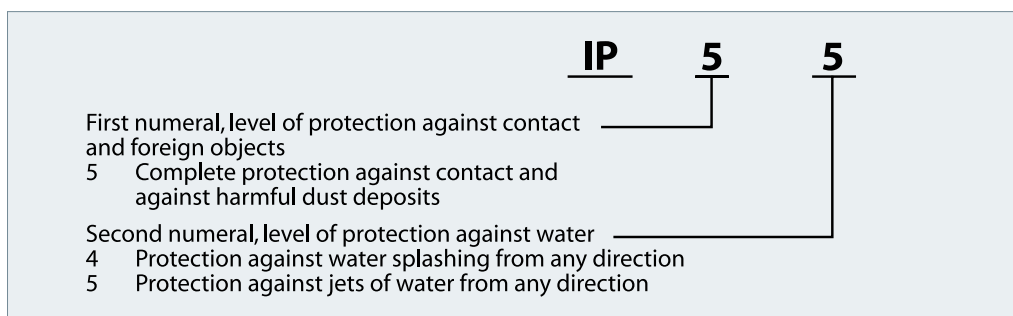 IP 5 5
First numeral, level of protection against contact
and foreign objects
5 Complete protection against contact and
against harmful dust deposits
Second numeral, level of protection against water
4 Protection against water splashing from any direction
5 Protection against jets of water from any direction